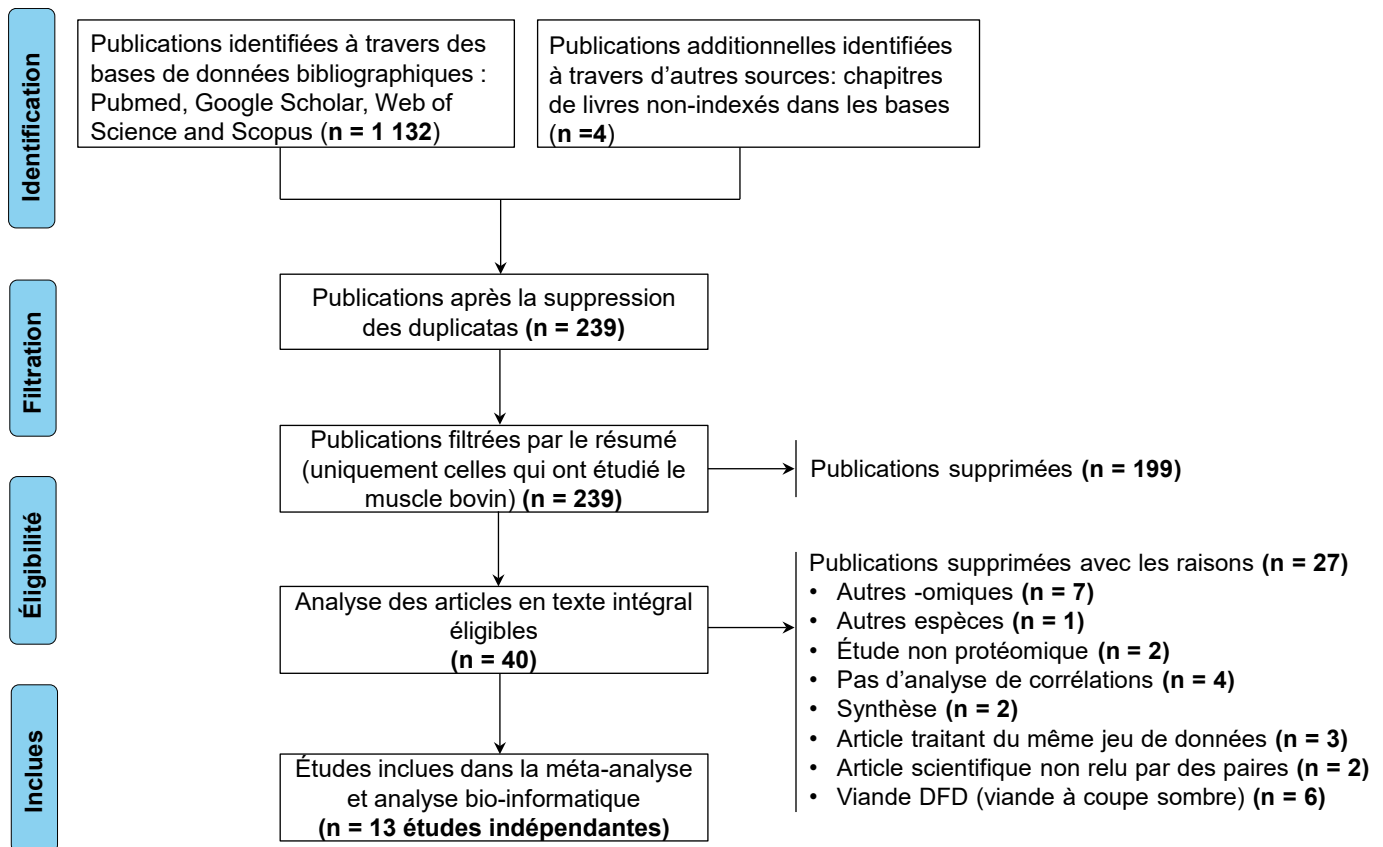 Identification
Publications identifiées à travers des
bases de données bibliographiques :
Pubmed, Google Scholar, Web of
Science and Scopus (n = 1 132)
Publications additionnelles identifiées
à travers d'autres sources: chapitres
de livres non-indexés dans les bases
(n =4)
Filtration
Publications après la suppression
des duplicatas (n = 239)
Publications filtrées par le résumé
(uniquement celles qui ont étudié le
muscle bovin) (n = 239)
Publications supprimées (n = 199)
Éligibilité
Analyse des articles en texte intégral
éligibles
(n = 40)
Publications supprimées avec les raisons (n = 27)
• Autres -omiques (n = 7)
• Autres espèces (n = 1)
• Étude non protéomique (n = 2)
• Pas d'analyse de corrélations (n = 4)
• Synthèse (n = 2)
• Article traitant du même jeu de données (n = 3)
• Article scientifique non relu par des paires (n = 2)
• Viande DFD (viande à coupe sombre) (n = 6)
Inclues
Études inclues dans la méta-analyse
et analyse bio-informatique
(n = 13 études indépendantes)